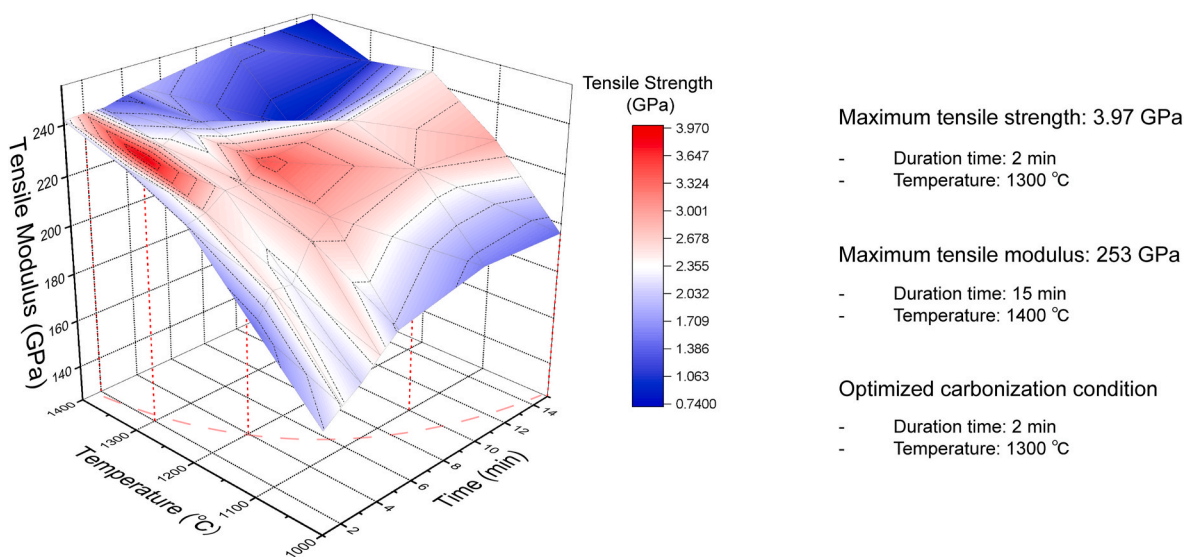 Tensile Modulus (GPa)
240
220
200
180
160
140
1400
1300
1200
1100
1000
Temperature (℃)
2
4
6
8
10
12
14
Time (min)
Tensile Strength
(GPa)
3.970
3.647
3.324
3.001
2.678
2.355
2.032
1.709
1.386
1.063
0.7400
Maximum tensile strength: 3.97 GPa
- Duration time: 2 min
- Temperature: 1300 ℃
Maximum tensile modulus: 253 GPa
- Duration time: 15 min
- Temperature: 1400 ℃
Optimized carbonization condition
- Duration time: 2 min
- Temperature: 1300 ℃